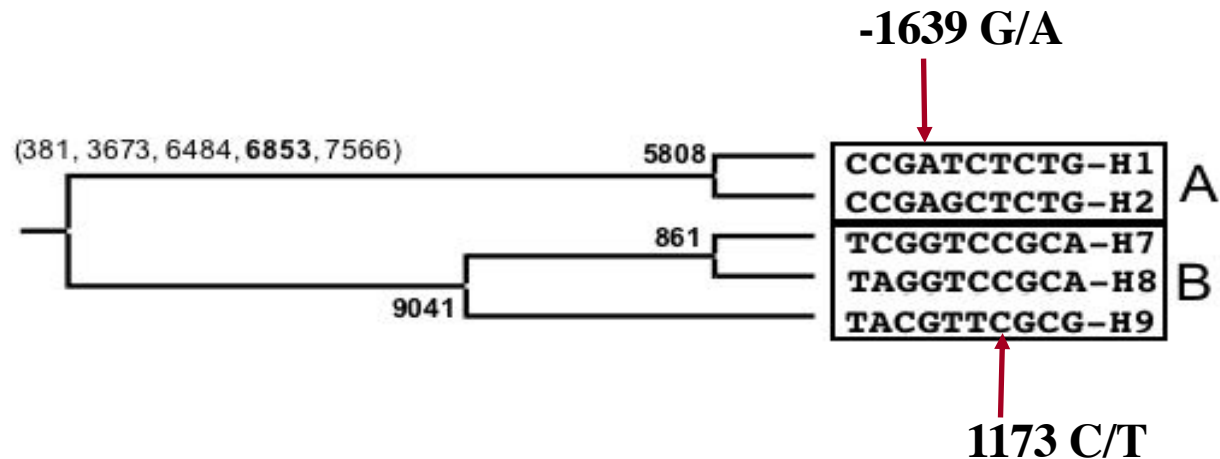 -1639 G/A
(381, 3673, 6484, 6853, 7566)
5808
CCGATCTCTG-H1
CCGAGCTCTG-H2
A
861
TCGGTCCGCA-H7
TAGGTCCGCA-H8
B
9041
TACGTTCGCG-H9
1173 C/T